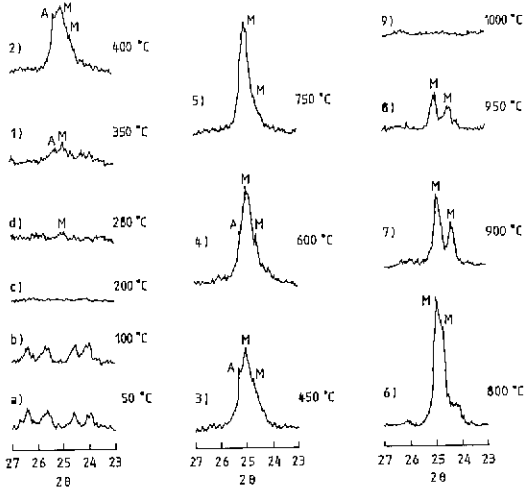 2) A M M 400 °C
1) A M 350 °C
d) M 280 °C
c) 200 °C
b) 100 °C
a) 50 °C
27 26 25 24 23
2θ
5) M M 750 °C
4) A M M 600 °C
3) A M M 450 °C
27 26 25 24 23
2θ
9) 1000 °C
8) M M 950 °C
7) M M 900 °C
6) M M 800 °C
27 26 25 24 23
2θ